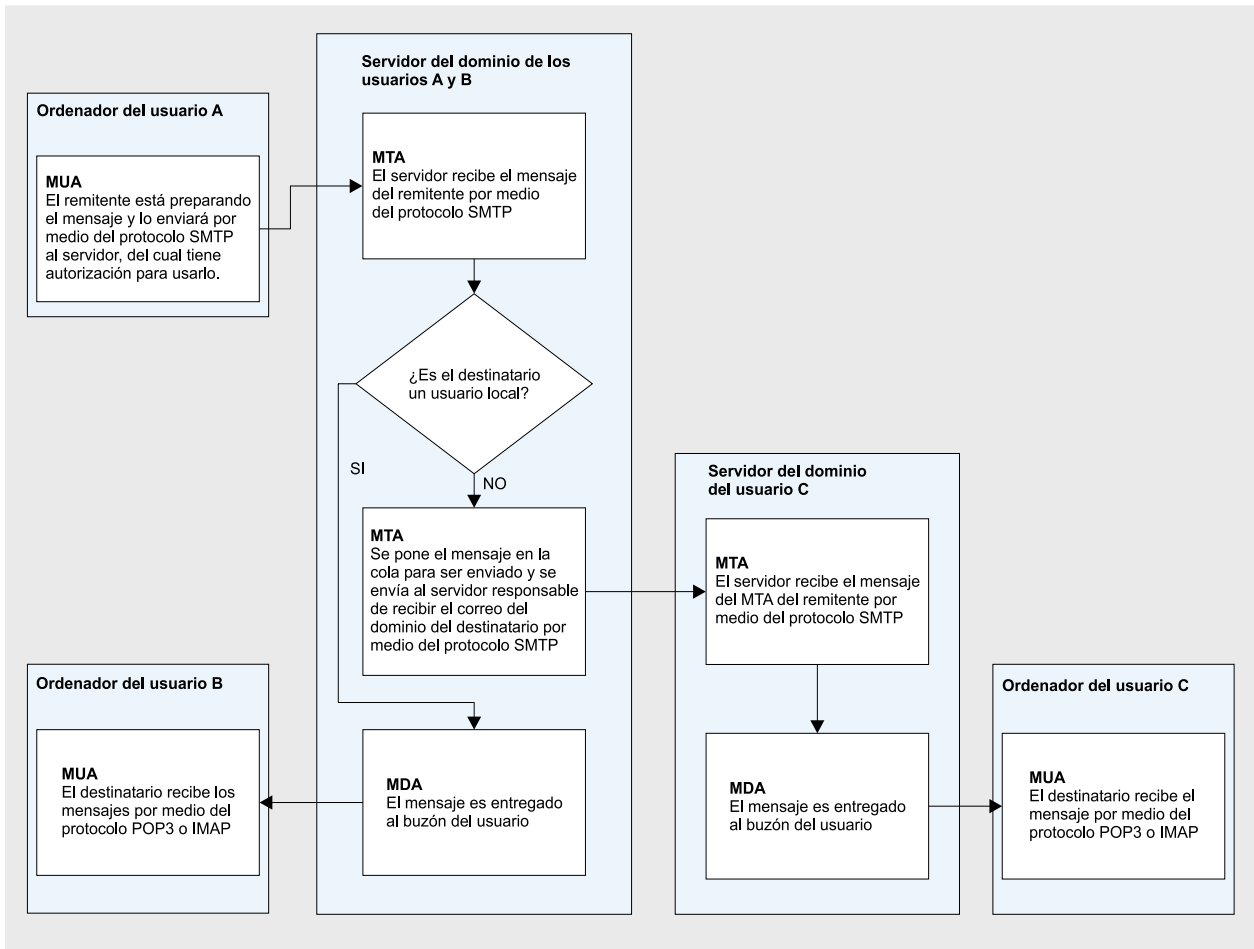 Servidor del dominio de los
usuarios A y B
Ordenador del usuario A
MUA
El remitente está preparando
el mensaje y lo enviará por
medio del protocolo SMTP
al servidor, del cual tiene
autorización para usarlo.
MTA
El servidor recibe el mensaje
del remitente por medio
del protocolo SMTP
¿Es el destinatario
un usuario local?
SI
NO
MTA
Se pone el mensaje en la
cola para ser enviado y se
envía al servidor responsable
de recibir el correo del
dominio del destinatario por
medio del protocolo SMTP
Servidor del dominio
del usuario C
MTA
El servidor recibe el mensaje
del MTA del remitente por
medio del protocolo SMTP
Ordenador del usuario B
MUA
El destinatario recibe los
mensajes por medio del
protocolo POP3 o IMAP
MDA
El mensaje es entregado
al buzón del usuario
MDA
El mensaje es entregado
al buzón del usuario
Ordenador del usuario C
MUA
El destinatario recibe el
mensaje por medio del
protocolo POP3 o IMAP